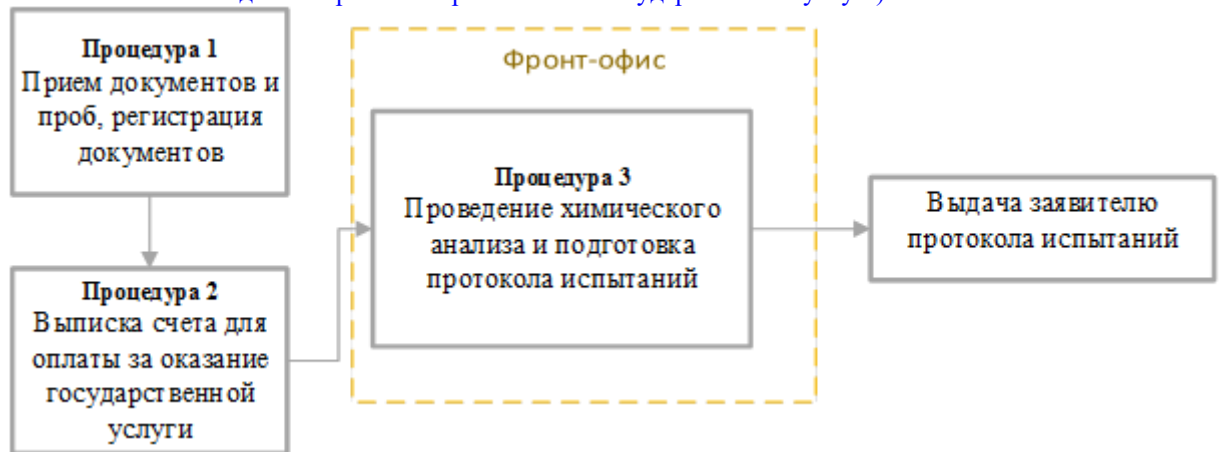 Процедура 1
Прием документов и
проб, регистрация
документов
Процедура 2
Выписка счета для
оплаты за оказание
государственной
услуги
Фронт-офис
Процедура 3
Проведение химического
анализа и подготовка
протокола испытаний
Выдача заявителю
протокола испытаний